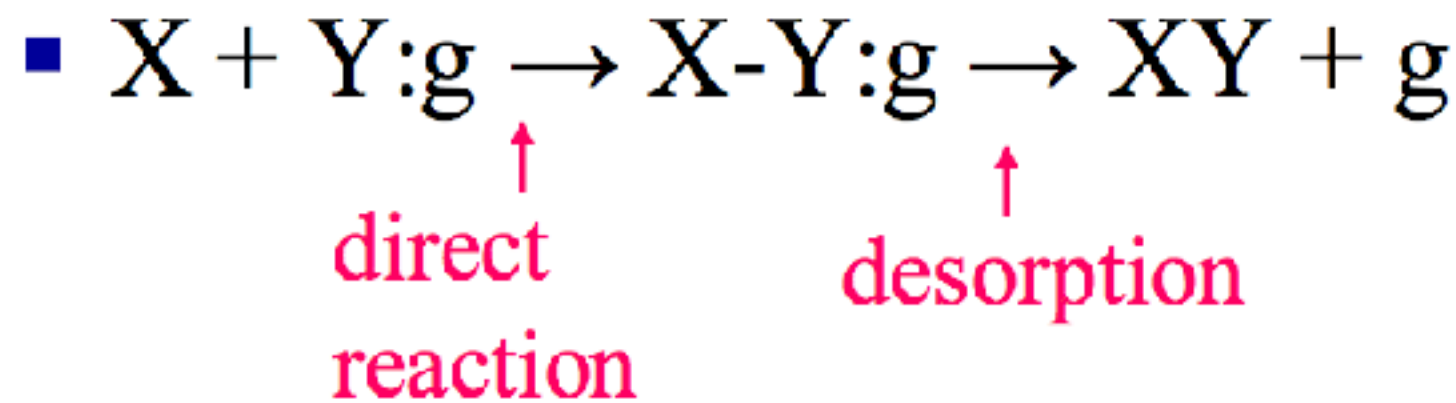 ▪ X + Y:g → X-Y:g → XY + g
↑ ↑
direct desorption
reaction